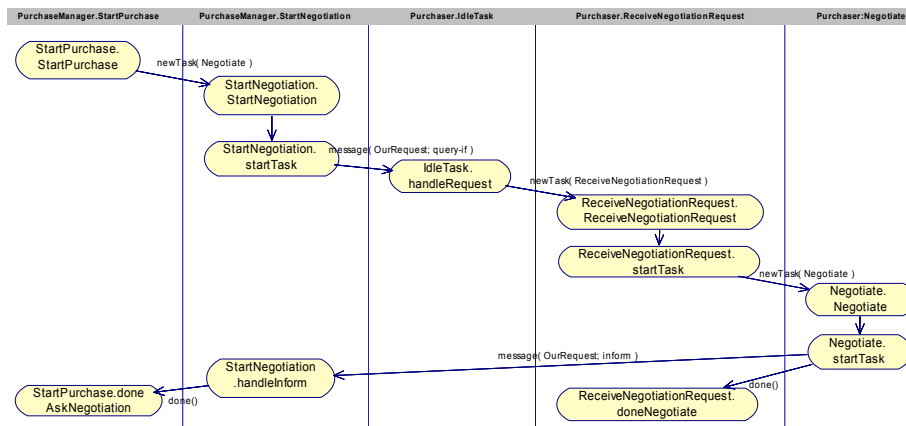 PurchaseManager.StartPurchase
PurchaseManager.StartNegotiation
Purchaser.IdleTask
Purchaser.ReceiveNegotiationRequest
Purchaser:Negotiate
StartPurchase.
StartPurchase
newTask( Negotiate )
StartNegotiation.
StartNegotiation
StartNegotiation.
startTask
message( OurRequest; query-if )
IdleTask.
handleRequest
newTask( ReceiveNegotiationRequest )
ReceiveNegotiationRequest.
ReceiveNegotiationRequest
ReceiveNegotiationRequest.
startTask
newTask( Negotiate )
Negotiate.
Negotiate
Negotiate.
startTask
message( OurRequest; inform )
StartNegotiation
.handleInform
done()
StartPurchase.done
AskNegotiation
done()
ReceiveNegotiationRequest.
doneNegotiate